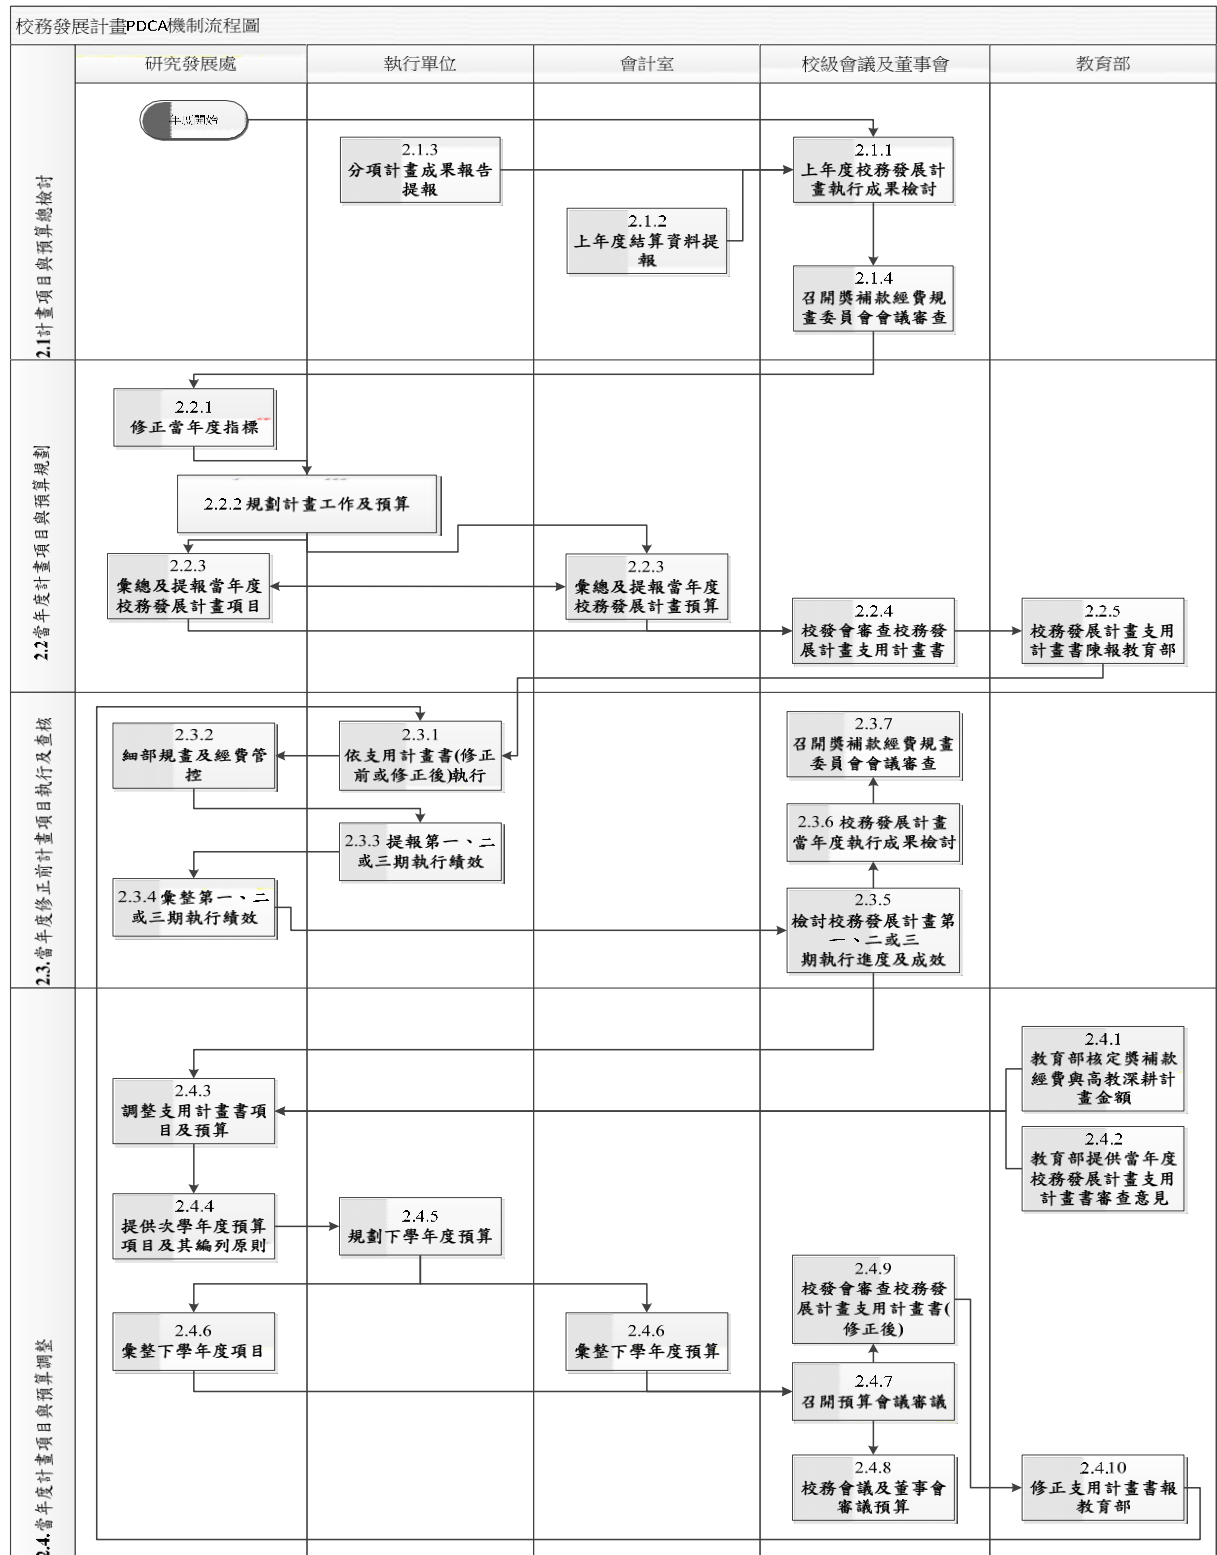 校務發展計畫PDCA機制流程圖
研究發展處
執行單位
會計室
校級會議及董事會
教育部
2.1計畫項目與預算總檢討
年度開始
2.1.3
分項計畫成果報告
提報
2.1.1
上年度校務發展計
畫執行成果檢討
2.1.2
上年度結算資料提
報
2.1.4
召開獎補款經費規
畫委員會會議審查
2.2當年度計畫項目與預算規劃
2.2.1
修正當年度指標
2.2.2規劃計畫工作及預算
2.2.3
彙總及提報當年度
校務發展計畫項目
2.2.3
彙總及提報當年度
校務發展計畫預算
2.2.4
校發會審查校務發
展計畫支用計畫書
2.2.5
校務發展計畫支用
計畫書陳報教育部
2.3.當年度修正前計畫項目執行及查核
2.3.2
細部規畫及經費管
控
2.3.1
依支用計畫書(修正
前或修正後)執行
2.3.7
召開獎補款經費規畫
委員會會議審查
2.3.3 提報第一、二
或三期執行績效
2.3.6 校務發展計畫
當年度執行成果檢討
2.3.4彙整第一、二
或三期執行績效
2.3.5
檢討校務發展計畫第
一、二或三
期執行進度及成效
2.4.當年度計畫項目與預算調整
2.4.1
教育部核定獎補款
經費與高教深耕計
畫金額
2.4.3
調整支用計畫書項
目及預算
2.4.2
教育部提供當年度
校務發展計畫支用
計畫書審查意見
2.4.4
提供次學年度預算
項目及其編列原則
2.4.5
規劃下學年度預算
2.4.9
校發會審查校務發
展計畫支用計畫書(
修正後)
2.4.6
彙整下學年度項目
2.4.6
彙整下學年度預算
2.4.7
召開預算會議審議
2.4.8
校務會議及董事會
審議預算
2.4.10
修正支用計畫書報
教育部